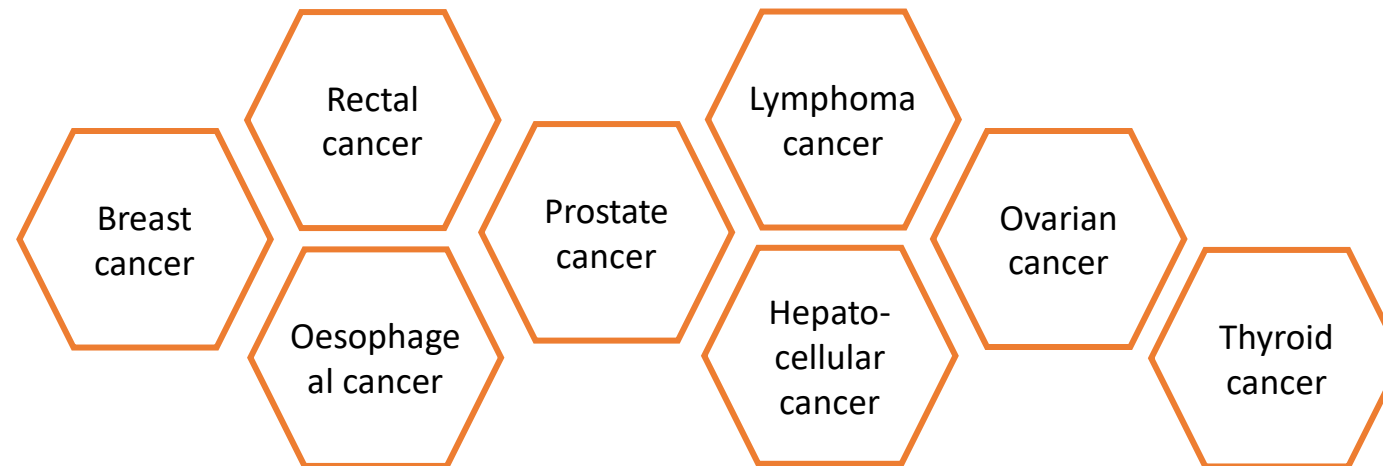 Breast
cancer
Rectal
cancer
Oesophage
al cancer
Prostate
cancer
Lymphoma
cancer
Hepato-
cellular
cancer
Ovarian
cancer
Thyroid
cancer